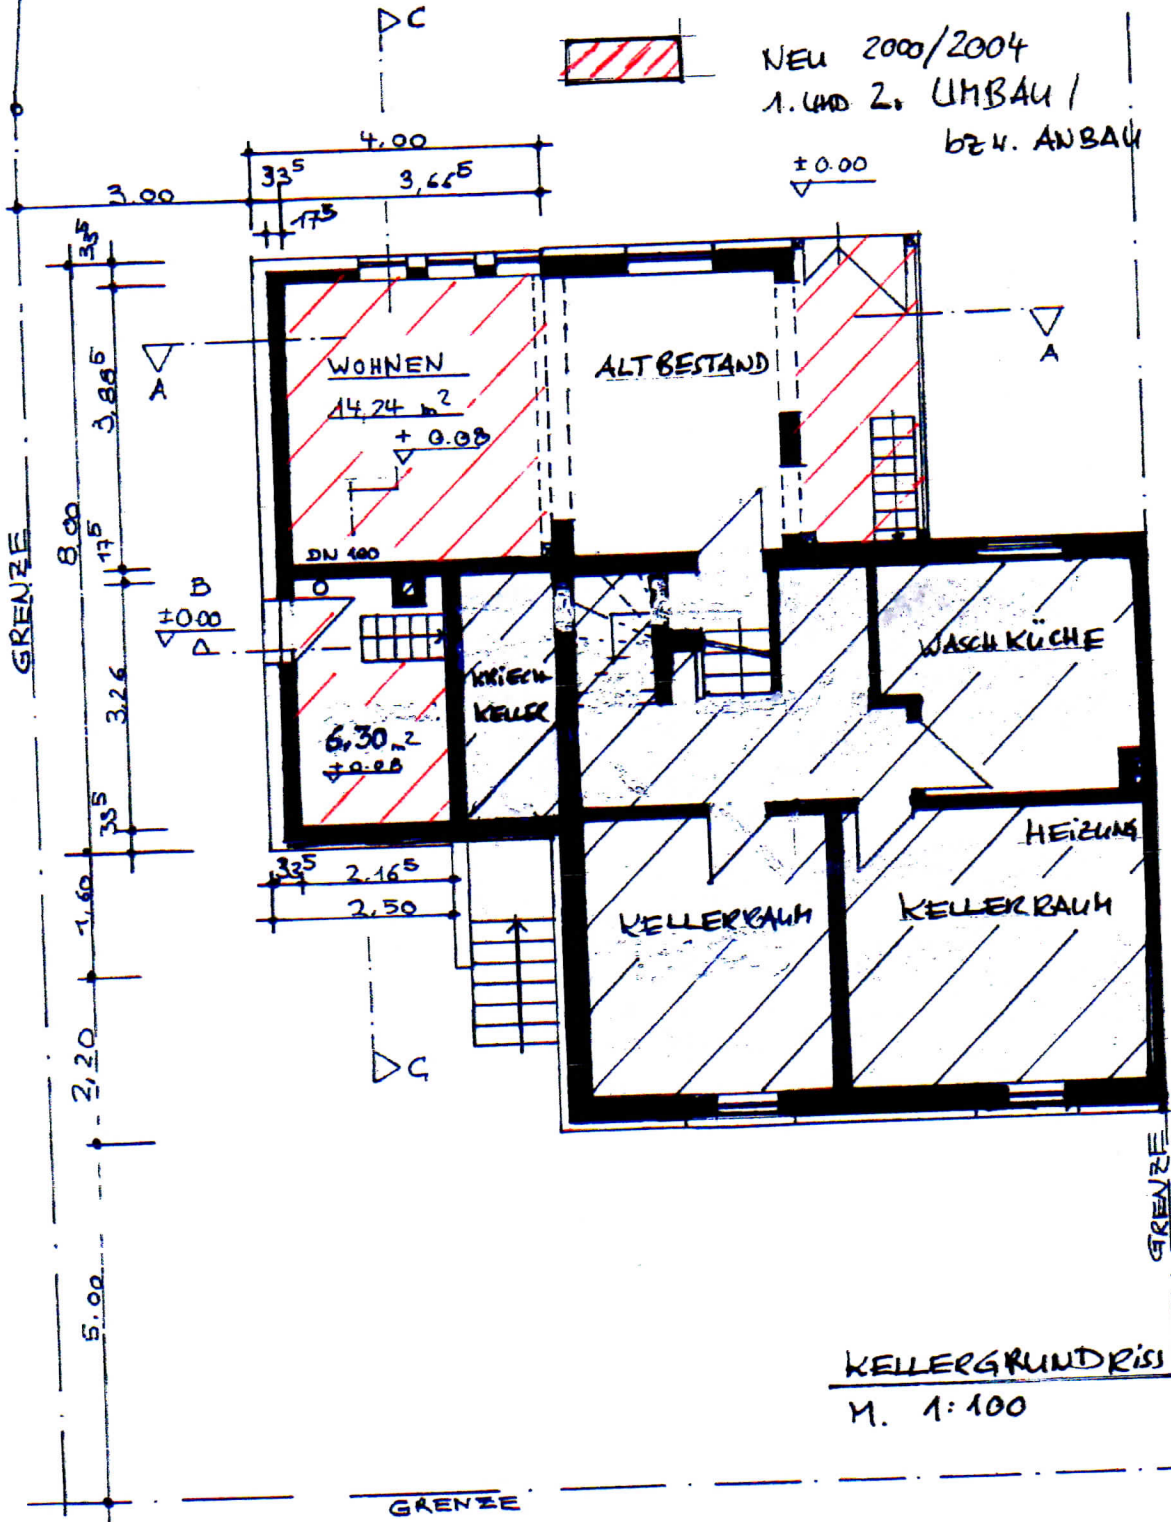 C
NEU 2000/2004
1. UND 2. UMBAU /
bzw. ANBAU
4.00
33⁵
3,66⁵
± 0.00
3.00
17⁵
33⁵
A
A
WOHNEN
14,24 m²
+ 0.08
ALTBESTAND
3,88⁵
8.00
17⁵
DN 100
GRENZE
B
±0.00
KRIECH
KELLER
WASCHKÜCHE
3,26
6,30 m²
+0.08
33⁵
HEIZUNG
33⁵
2.16⁵
2,50
1,60
KELLERRAUM
KELLERRAUM
2,20
C
GRENZE
5.00
KELLERGRUNDRISS
M. 1:100
GRENZE